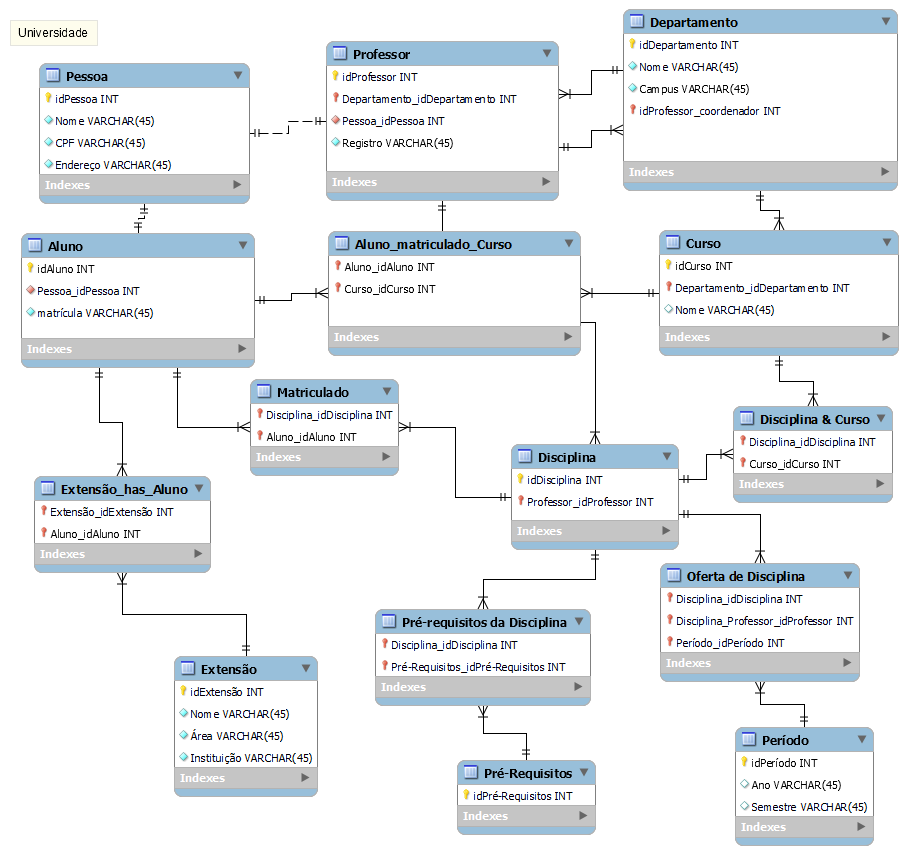 Universidade
Pessoa
idPessoa INT
Nome VARCHAR(45)
CPF VARCHAR(45)
Endereço VARCHAR(45)
Indexes
Professor
idProfessor INT
Departamento_idDepartamento INT
Pessoa_idPessoa INT
Registro VARCHAR(45)
Indexes
Departamento
idDepartamento INT
Nome VARCHAR(45)
Campus VARCHAR(45)
idProfessor_coordenador INT
Indexes
Aluno
idAluno INT
Pessoa_idPessoa INT
matrícula VARCHAR(45)
Indexes
Aluno_matriculado_Curso
Aluno_idAluno INT
Curso_idCurso INT
Indexes
Curso
idCurso INT
Departamento_idDepartamento INT
Nome VARCHAR(45)
Indexes
Matriculado
Disciplina_idDisciplina INT
Aluno_idAluno INT
Indexes
Disciplina & Curso
Disciplina_idDisciplina INT
Curso_idCurso INT
Indexes
Disciplina
idDisciplina INT
Professor_idProfessor INT
Indexes
Extensão_has_Aluno
Extensão_idExtensão INT
Aluno_idAluno INT
Indexes
Oferta de Disciplina
Disciplina_idDisciplina INT
Disciplina_Professor_idProfessor INT
Período_idPeríodo INT
Indexes
Pré-requisitos da Disciplina
Disciplina_idDisciplina INT
Pré-Requisitos_idPré-Requisitos INT
Indexes
Extensão
idExtensão INT
Nome VARCHAR(45)
Área VARCHAR(45)
Instituição VARCHAR(45)
Indexes
Pré-Requisitos
idPré-Requisitos INT
Indexes
Período
idPeríodo INT
Ano VARCHAR(45)
Semestre VARCHAR(45)
Indexes